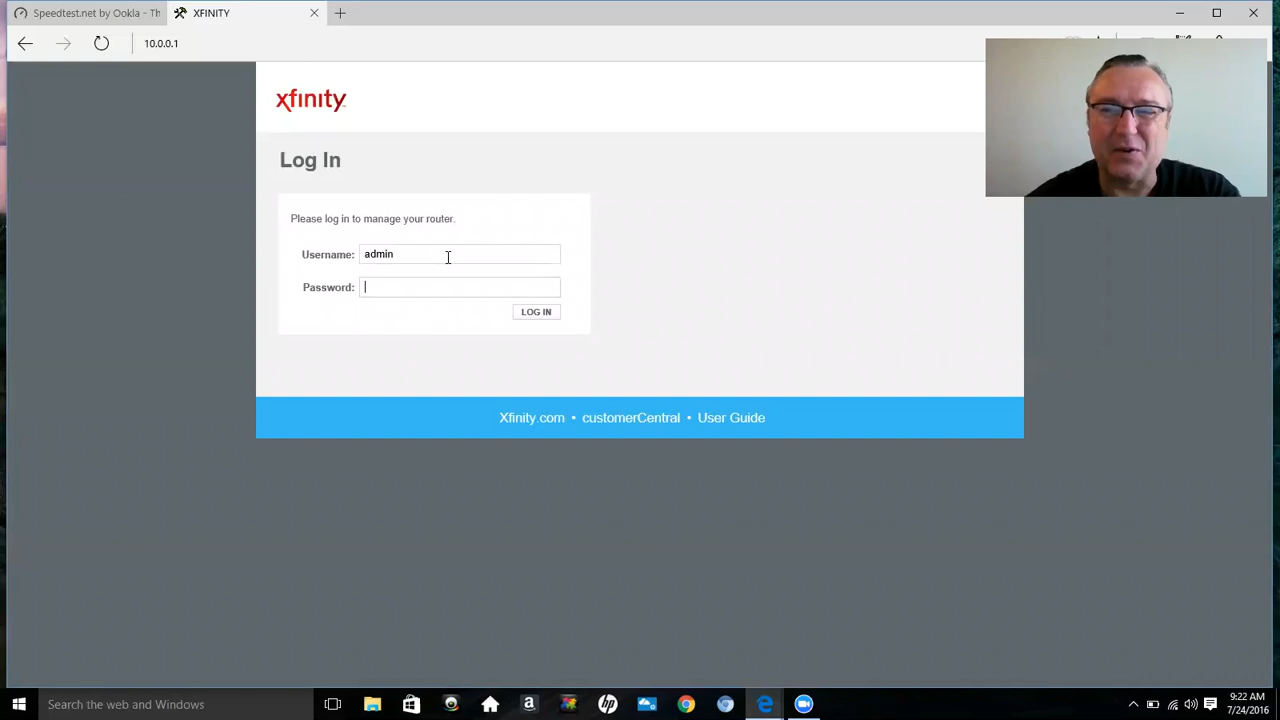 Speedtest.net by Ookla - Th
XFINITY
10.0.0.1
xfinity
Log In
Please log in to manage your router.
Username: admin
Password:
LOG IN
Xfinity.com • customerCentral • User Guide
Search the web and Windows
a
hp
9:22 AM
7/24/2016